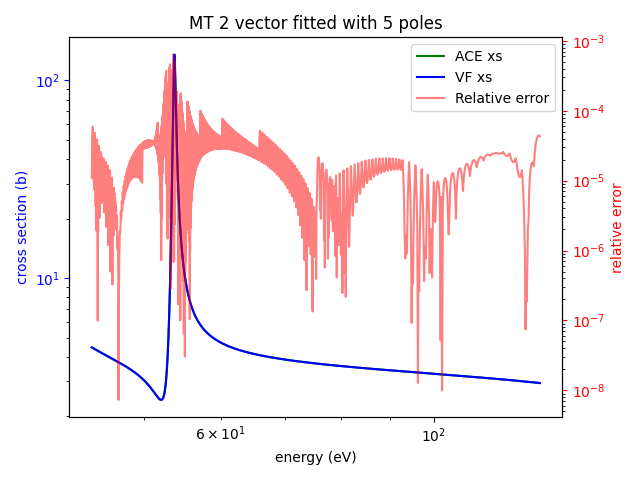 MT 2 vector fitted with 5 poles
ACE xs
VF xs
Relative error
10²
10¹
cross section (b)
10⁻³
10⁻⁴
10⁻⁵
10⁻⁶
10⁻⁷
10⁻⁸
relative error
6 × 10¹
10²
energy (eV)